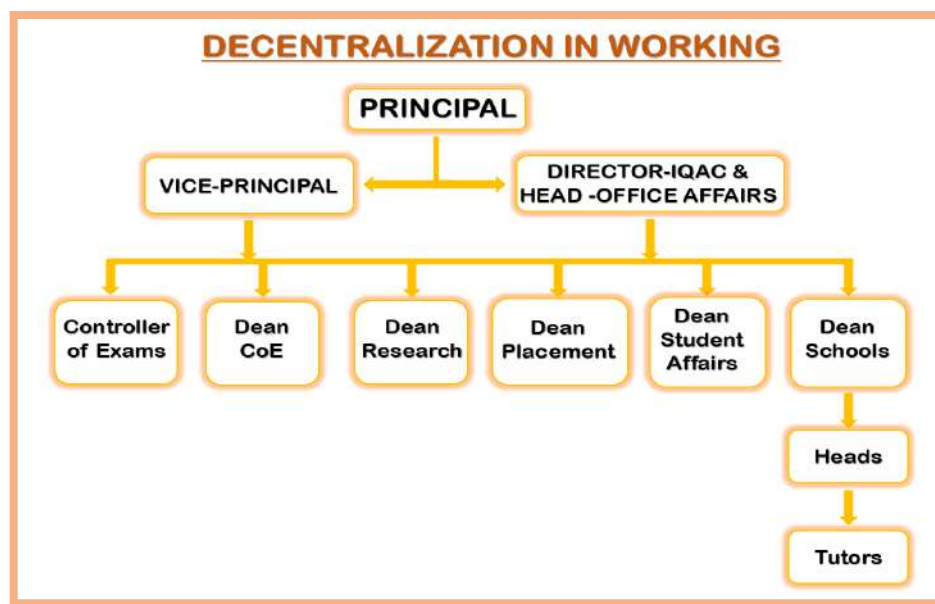 DECENTRALIZATION IN WORKING
PRINCIPAL
VICE-PRINCIPAL
DIRECTOR-IQAC &
HEAD -OFFICE AFFAIRS
Controller
of Exams
Dean
CoE
Dean
Research
Dean
Placement
Dean
Student
Affairs
Dean
Schools
Heads
Tutors